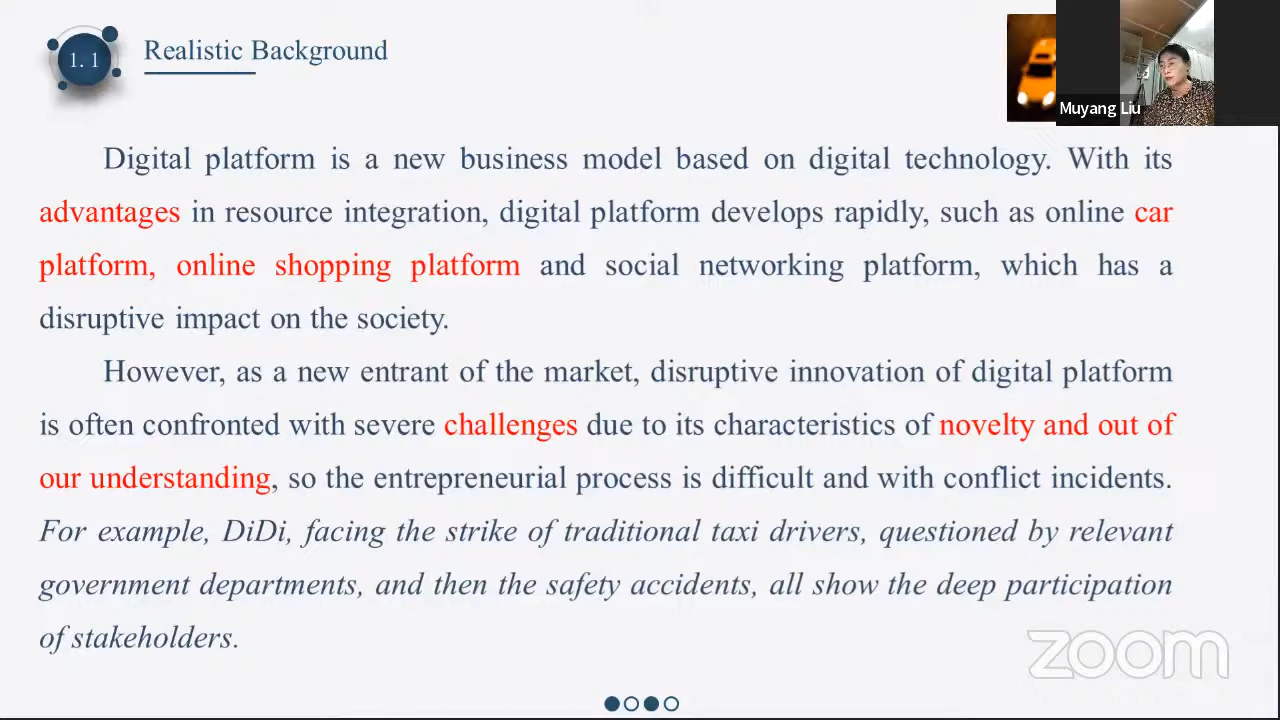 1. 1
Realistic Background
Muyang Liu
Digital platform is a new business model based on digital technology. With its
advantages in resource integration, digital platform develops rapidly, such as online car
platform, online shopping platform and social networking platform, which has a
disruptive impact on the society.
However, as a new entrant of the market, disruptive innovation of digital platform
is often confronted with severe challenges due to its characteristics of novelty and out of
our understanding, so the entrepreneurial process is difficult and with conflict incidents.
For example, DiDi, facing the strike of traditional taxi drivers, questioned by relevant
government departments, and then the safety accidents, all show the deep participation
of stakeholders.
zoom